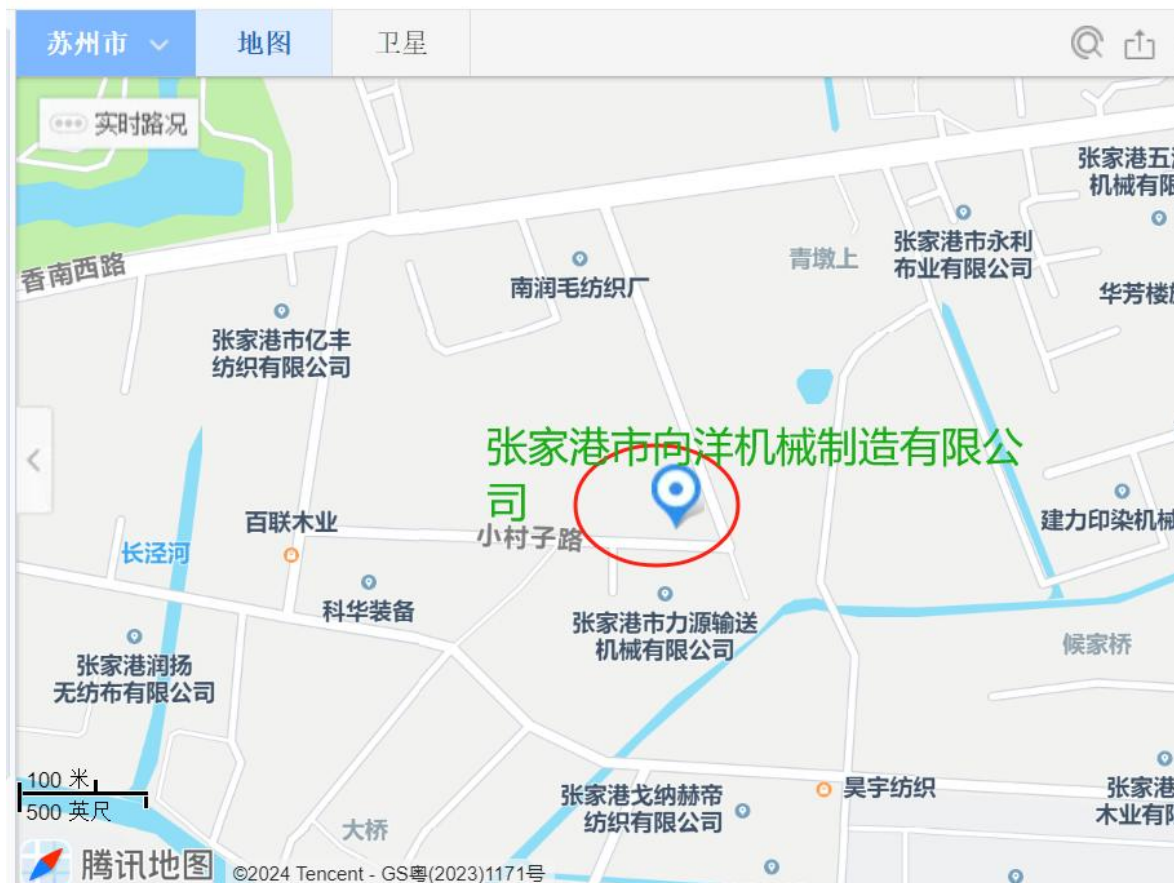 苏州市
地图
卫星
实时路况
张家港五
机械有限
张家港市永利
布业有限公司
青墩上
香南西路
南润毛纺织厂
华芳楼
张家港市亿丰
纺织有限公司
张家港市向洋机械制造有限公
司
建力印染机械
百联木业
小村子路
长泾河
科华装备
张家港市力源输送
机械有限公司
候家桥
张家港润扬
无纺布有限公司
100 米
500 英尺
张家港戈纳赫帝
纺织有限公司
昊宇纺织
张家港
木业有限
大桥
腾讯地图
©2024 Tencent - GS粤(2023)1171号